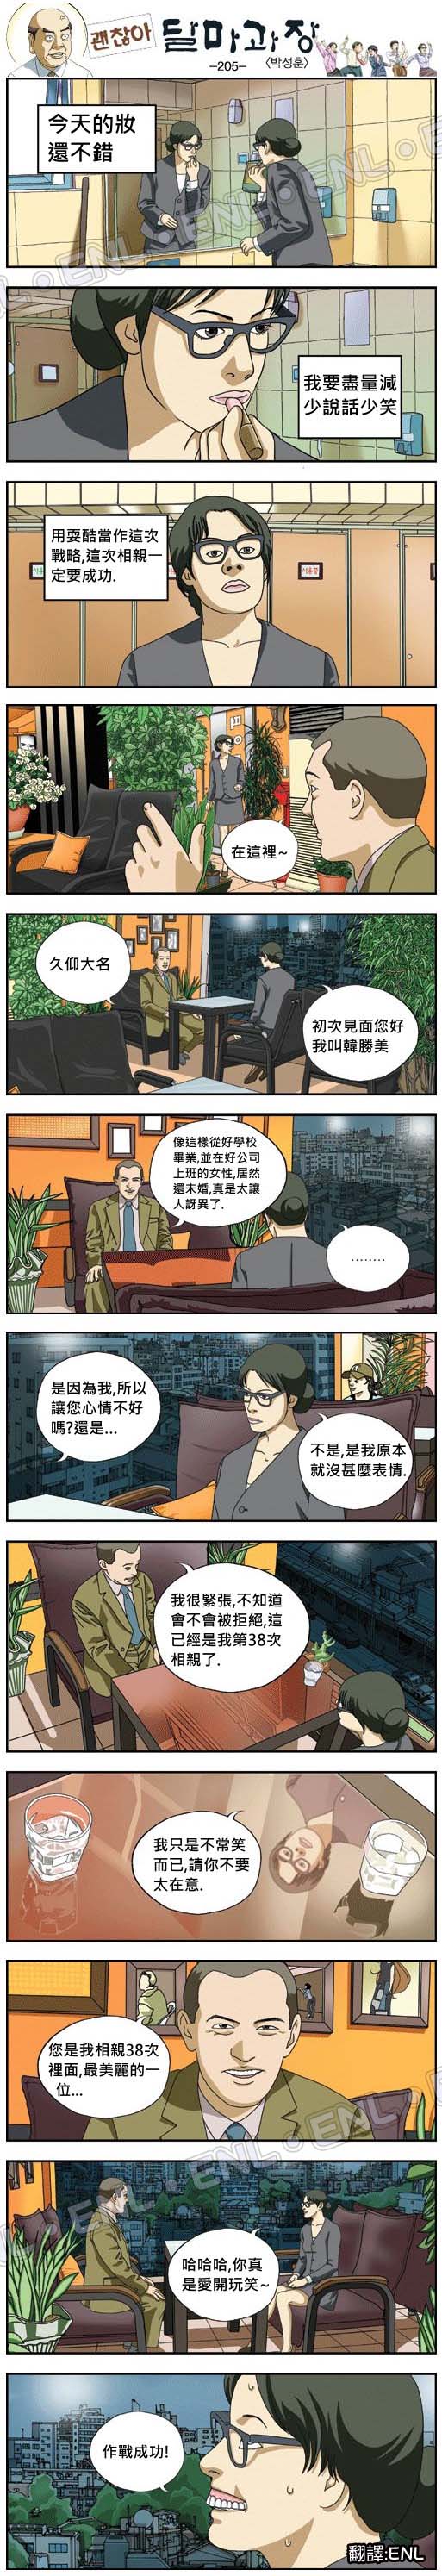 괜찮아 달마과장
-205- <박성훈>
今天的妝
還不錯
我要盡量減
少說話少笑
用耍酷當作這次
戰略,這次相親一
定要成功.
在這裡~
久仰大名
初次見面您好
我叫韓勝美
像這樣從好學校
畢業,並在好公司
上班的女性,居然
還未婚,真是太讓
人訝異了.
........
是因為我,所以
讓您心情不好
嗎?還是...
不是,是我原本
就沒甚麼表情.
我很緊張,不知道
會不會被拒絕,這
已經是我第38次
相親了.
我只是不常笑
而已,請你不要
太在意.
您是我相親38次
裡面,最美麗的一
位...
哈哈哈,你真
是愛開玩笑~
作戰成功!
翻譯:ENL